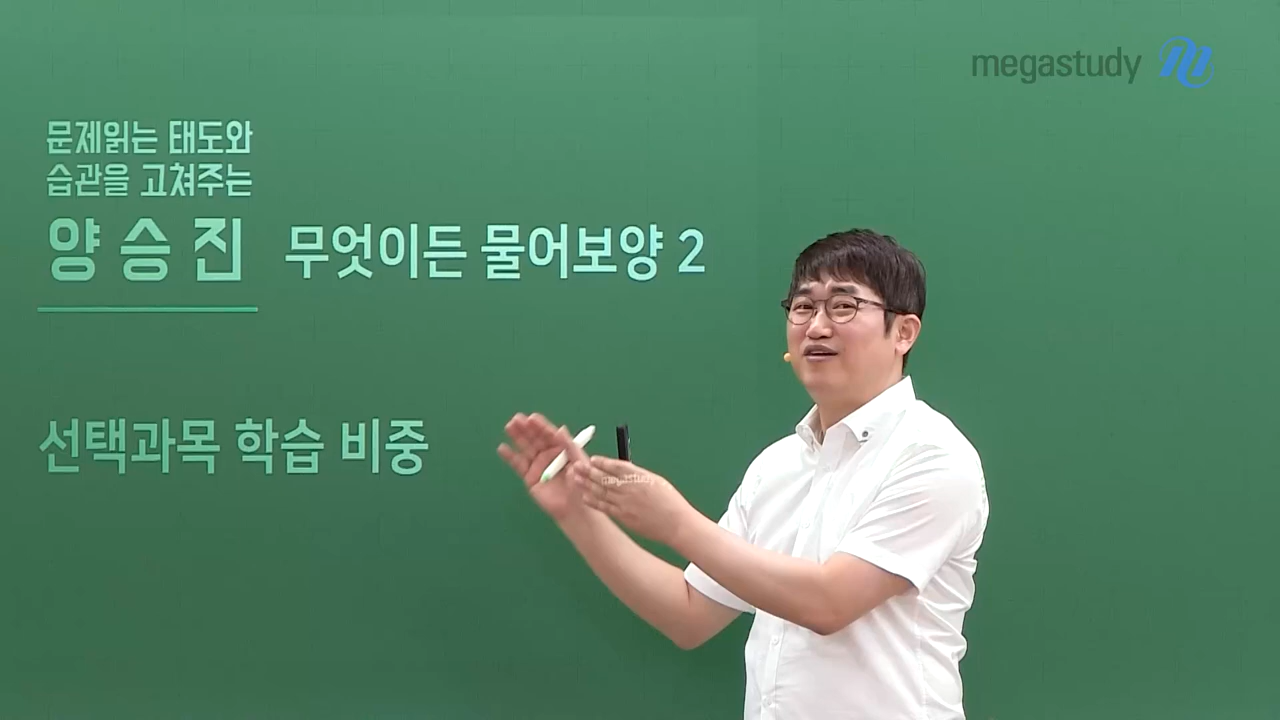 megastudy
문제읽는 태도와
습관을 고쳐주는
양승진 무엇이든 물어보양 2
선택과목 학습 비중
megastudy